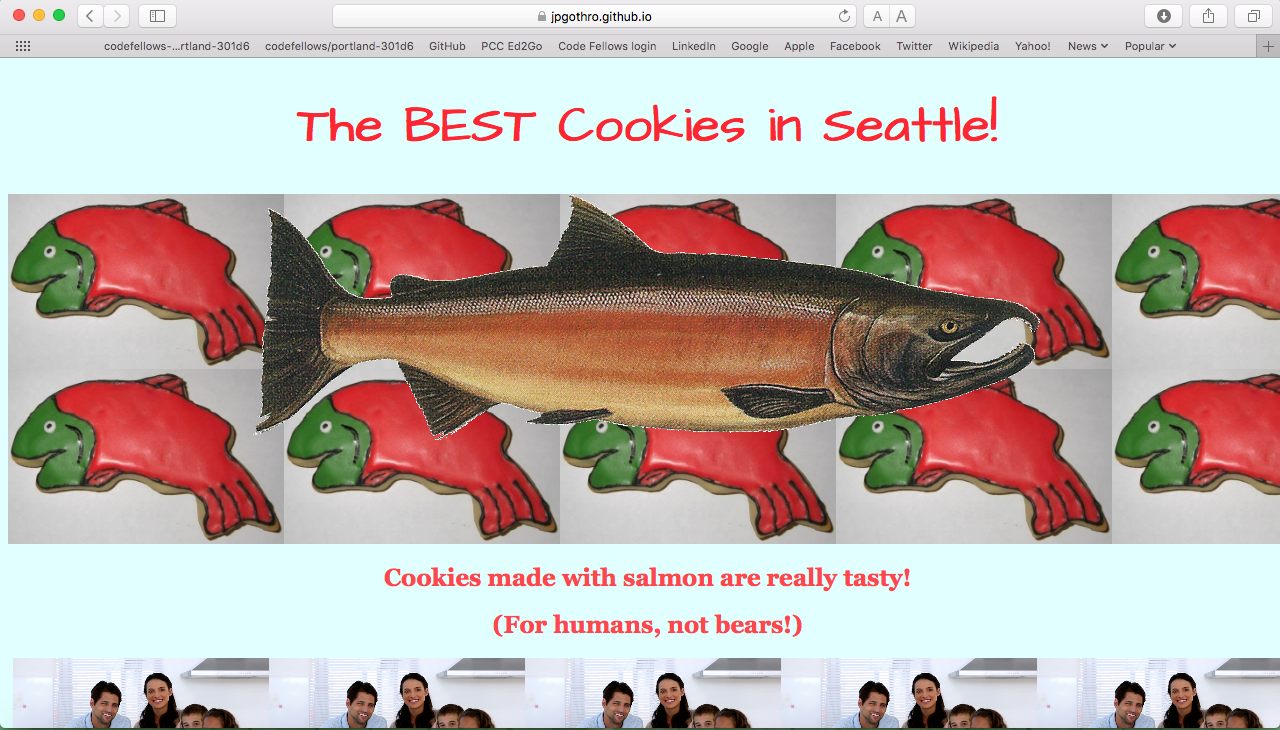 jpgothro.github.io
A A
codefellows-...rtland-301d6 codefellows/portland-301d6 GitHub PCC Ed2Go Code Fellows login LinkedIn Google Apple Facebook Twitter Wikipedia Yahoo! News Popular
The BEST Cookies in Seattle!
Cookies made with salmon are really tasty!
(For humans, not bears!)